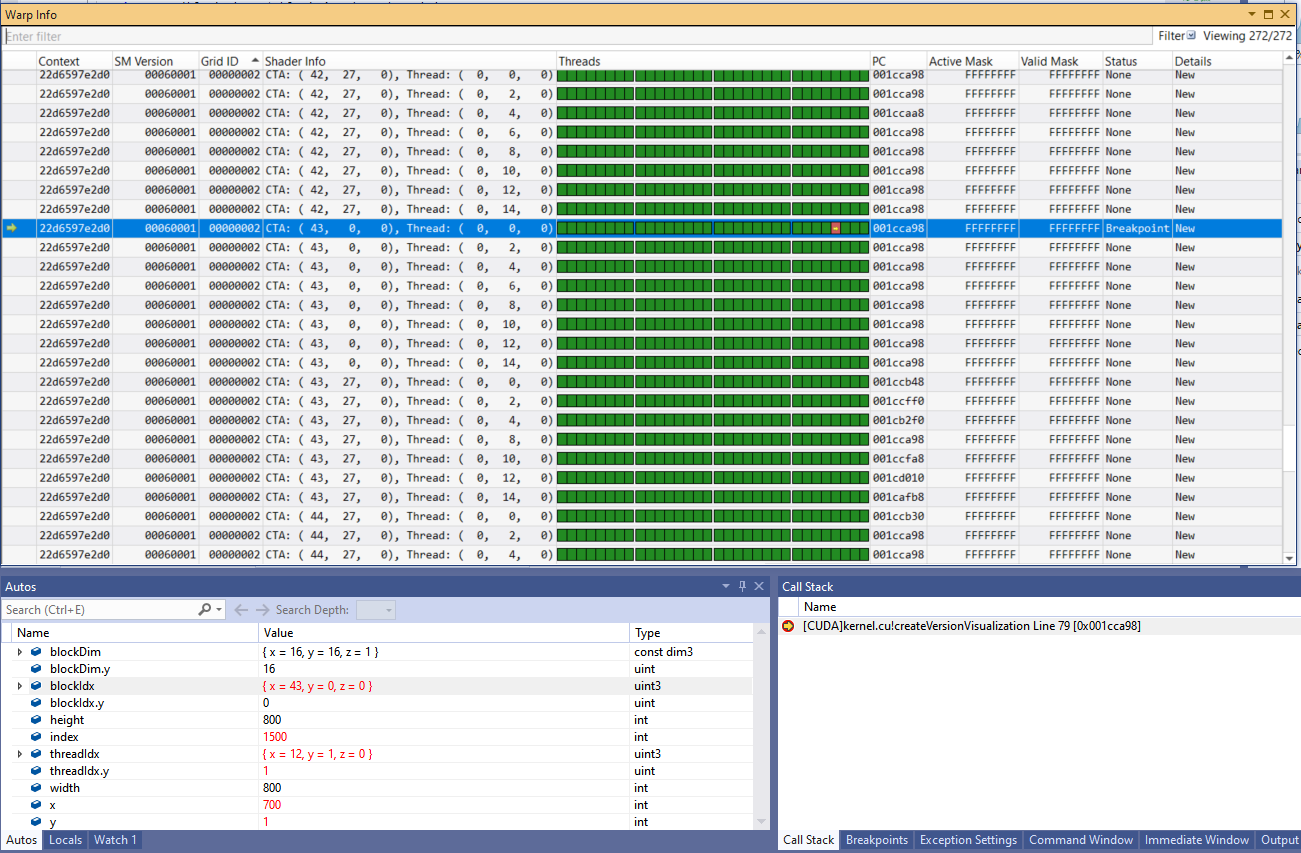 Warp Info
Enter filter Filter Viewing 272/272
Context SM Version Grid ID Shader Info Threads PC Active Mask Valid Mask Status Details
22d6597e2d0 00060001 00000002 CTA: ( 42, 27, 0), Thread: ( 0, 0, 0) 001cca98 FFFFFFFF FFFFFFFF None New
22d6597e2d0 00060001 00000002 CTA: ( 42, 27, 0), Thread: ( 0, 2, 0) 001cca98 FFFFFFFF FFFFFFFF None New
22d6597e2d0 00060001 00000002 CTA: ( 42, 27, 0), Thread: ( 0, 4, 0) 001ccaa8 FFFFFFFF FFFFFFFF None New
22d6597e2d0 00060001 00000002 CTA: ( 42, 27, 0), Thread: ( 0, 6, 0) 001cca98 FFFFFFFF FFFFFFFF None New
22d6597e2d0 00060001 00000002 CTA: ( 42, 27, 0), Thread: ( 0, 8, 0) 001cca98 FFFFFFFF FFFFFFFF None New
22d6597e2d0 00060001 00000002 CTA: ( 42, 27, 0), Thread: ( 0, 10, 0) 001cca98 FFFFFFFF FFFFFFFF None New
22d6597e2d0 00060001 00000002 CTA: ( 42, 27, 0), Thread: ( 0, 12, 0) 001cca98 FFFFFFFF FFFFFFFF None New
22d6597e2d0 00060001 00000002 CTA: ( 42, 27, 0), Thread: ( 0, 14, 0) 001cca98 FFFFFFFF FFFFFFFF None New
22d6597e2d0 00060001 00000002 CTA: ( 43, 0, 0), Thread: ( 0, 0, 0) 001cca98 FFFFFFFF FFFFFFFF Breakpoint New
22d6597e2d0 00060001 00000002 CTA: ( 43, 0, 0), Thread: ( 0, 2, 0) 001cca98 FFFFFFFF FFFFFFFF None New
22d6597e2d0 00060001 00000002 CTA: ( 43, 0, 0), Thread: ( 0, 4, 0) 001cca98 FFFFFFFF FFFFFFFF None New
22d6597e2d0 00060001 00000002 CTA: ( 43, 0, 0), Thread: ( 0, 6, 0) 001cca98 FFFFFFFF FFFFFFFF None New
22d6597e2d0 00060001 00000002 CTA: ( 43, 0, 0), Thread: ( 0, 8, 0) 001cca98 FFFFFFFF FFFFFFFF None New
22d6597e2d0 00060001 00000002 CTA: ( 43, 0, 0), Thread: ( 0, 10, 0) 001cca98 FFFFFFFF FFFFFFFF None New
22d6597e2d0 00060001 00000002 CTA: ( 43, 0, 0), Thread: ( 0, 12, 0) 001cca98 FFFFFFFF FFFFFFFF None New
22d6597e2d0 00060001 00000002 CTA: ( 43, 0, 0), Thread: ( 0, 14, 0) 001cca98 FFFFFFFF FFFFFFFF None New
22d6597e2d0 00060001 00000002 CTA: ( 43, 27, 0), Thread: ( 0, 0, 0) 001ccb48 FFFFFFFF FFFFFFFF None New
22d6597e2d0 00060001 00000002 CTA: ( 43, 27, 0), Thread: ( 0, 2, 0) 001ccff0 FFFFFFFF FFFFFFFF None New
22d6597e2d0 00060001 00000002 CTA: ( 43, 27, 0), Thread: ( 0, 4, 0) 001cb2f0 FFFFFFFF FFFFFFFF None New
22d6597e2d0 00060001 00000002 CTA: ( 43, 27, 0), Thread: ( 0, 8, 0) 001cca98 FFFFFFFF FFFFFFFF None New
22d6597e2d0 00060001 00000002 CTA: ( 43, 27, 0), Thread: ( 0, 10, 0) 001ccfa8 FFFFFFFF FFFFFFFF None New
22d6597e2d0 00060001 00000002 CTA: ( 43, 27, 0), Thread: ( 0, 12, 0) 001cd010 FFFFFFFF FFFFFFFF None New
22d6597e2d0 00060001 00000002 CTA: ( 43, 27, 0), Thread: ( 0, 14, 0) 001cafb8 FFFFFFFF FFFFFFFF None New
22d6597e2d0 00060001 00000002 CTA: ( 44, 27, 0), Thread: ( 0, 0, 0) 001ccb30 FFFFFFFF FFFFFFFF None New
22d6597e2d0 00060001 00000002 CTA: ( 44, 27, 0), Thread: ( 0, 2, 0) 001cca98 FFFFFFFF FFFFFFFF None New
22d6597e2d0 00060001 00000002 CTA: ( 44, 27, 0), Thread: ( 0, 4, 0) 001cca98 FFFFFFFF FFFFFFFF None New
Autos
Search (Ctrl+E) Search Depth:
Name Value Type
blockDim { x = 16, y = 16, z = 1 } const dim3
blockDim.y 16 uint
blockIdx { x = 43, y = 0, z = 0 } uint3
blockIdx.y 0 uint
height 800 int
index 1500 int
threadIdx { x = 12, y = 1, z = 0 } uint3
threadIdx.y 1 uint
width 800 int
x 700 int
y 1 int
Autos Locals Watch 1
Call Stack
Name
[CUDA]kernel.cu!createVersionVisualization Line 79 [0x001cca98]
Call Stack Breakpoints Exception Settings Command Window Immediate Window Output